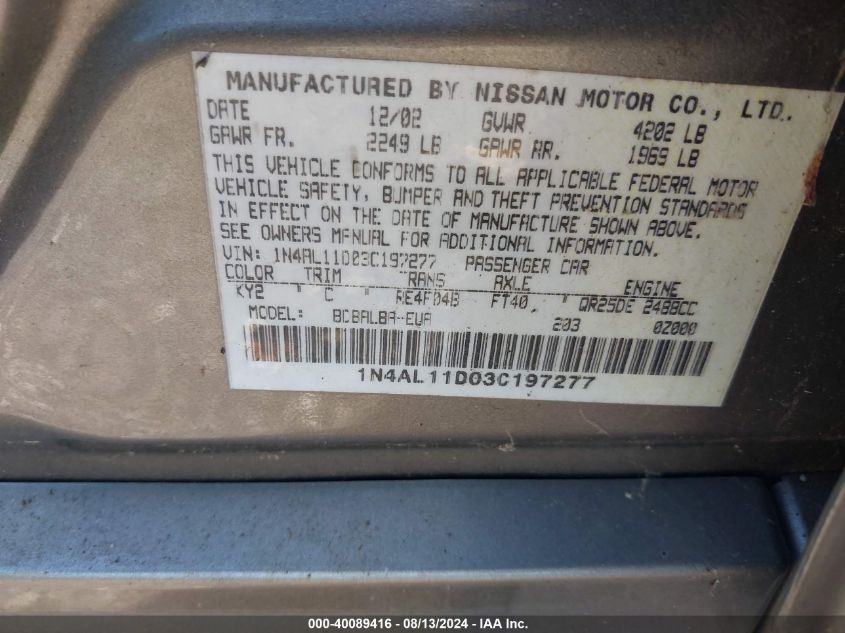 MANUFACTURED BY NISSAN MOTOR CO., LTD.
DATE 12/02 GVWR 4202 LB
GAWR FR. 2249 LB GAWR RR. 1969 LB
THIS VEHICLE CONFORMS TO ALL APPLICABLE FEDERAL MOTOR
VEHICLE SAFETY, BUMPER AND THEFT PREVENTION STANDARDS
IN EFFECT ON THE DATE OF MANUFACTURE SHOWN ABOVE.
SEE OWNERS MANUAL FOR ADDITIONAL INFORMATION.
VIN: 1N4AL11D03C197277 PASSENGER CAR
COLOR TRIM TRANS AXLE ENGINE
KY2 " C " RE4F04B FT40, " QR25DE 2488CC
MODEL: BCBALBA-EUA 203 0Z000
1N4AL11D03C197277
000-40089416 - 08/13/2024 - IAA Inc.